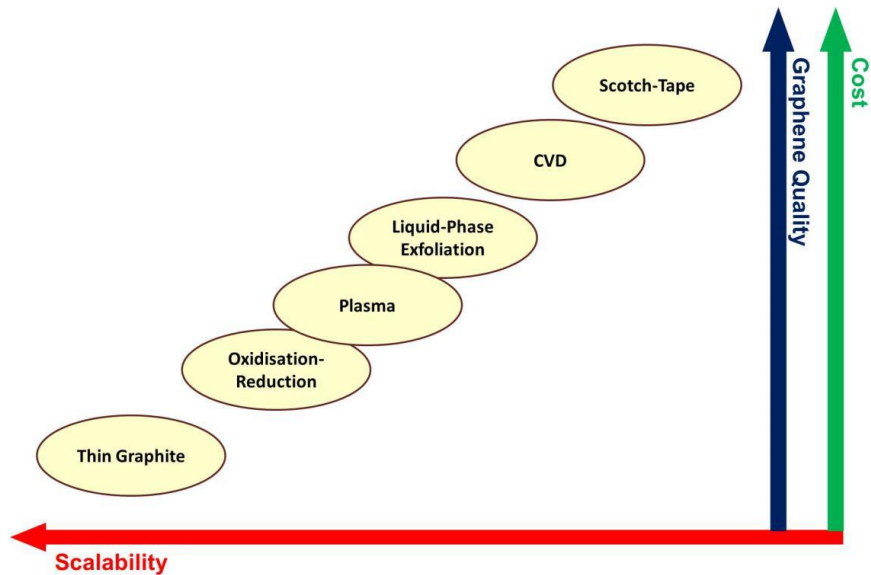 Scotch-Tape
CVD
Liquid-Phase
Exfoliation
Plasma
Oxidisation-
Reduction
Thin Graphite
Graphene Quality
Cost
Scalability